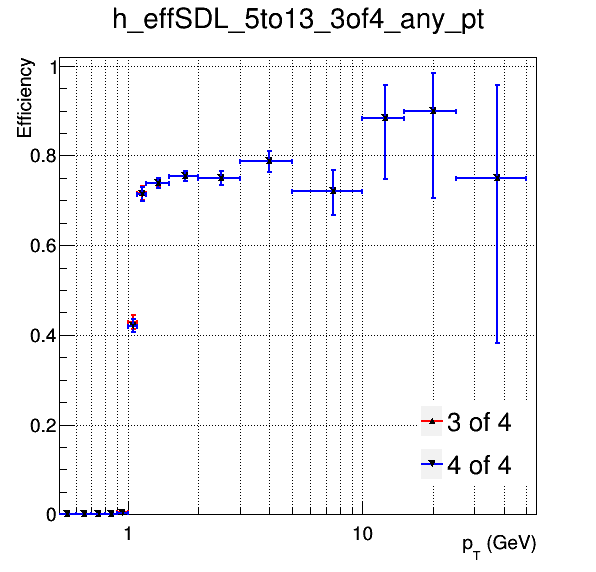 h_effSDL_5to13_3of4_any_pt
Efficiency
1
0.8
0.6
0.4
0.2
0
3 of 4
4 of 4
1
10
p_T (GeV)